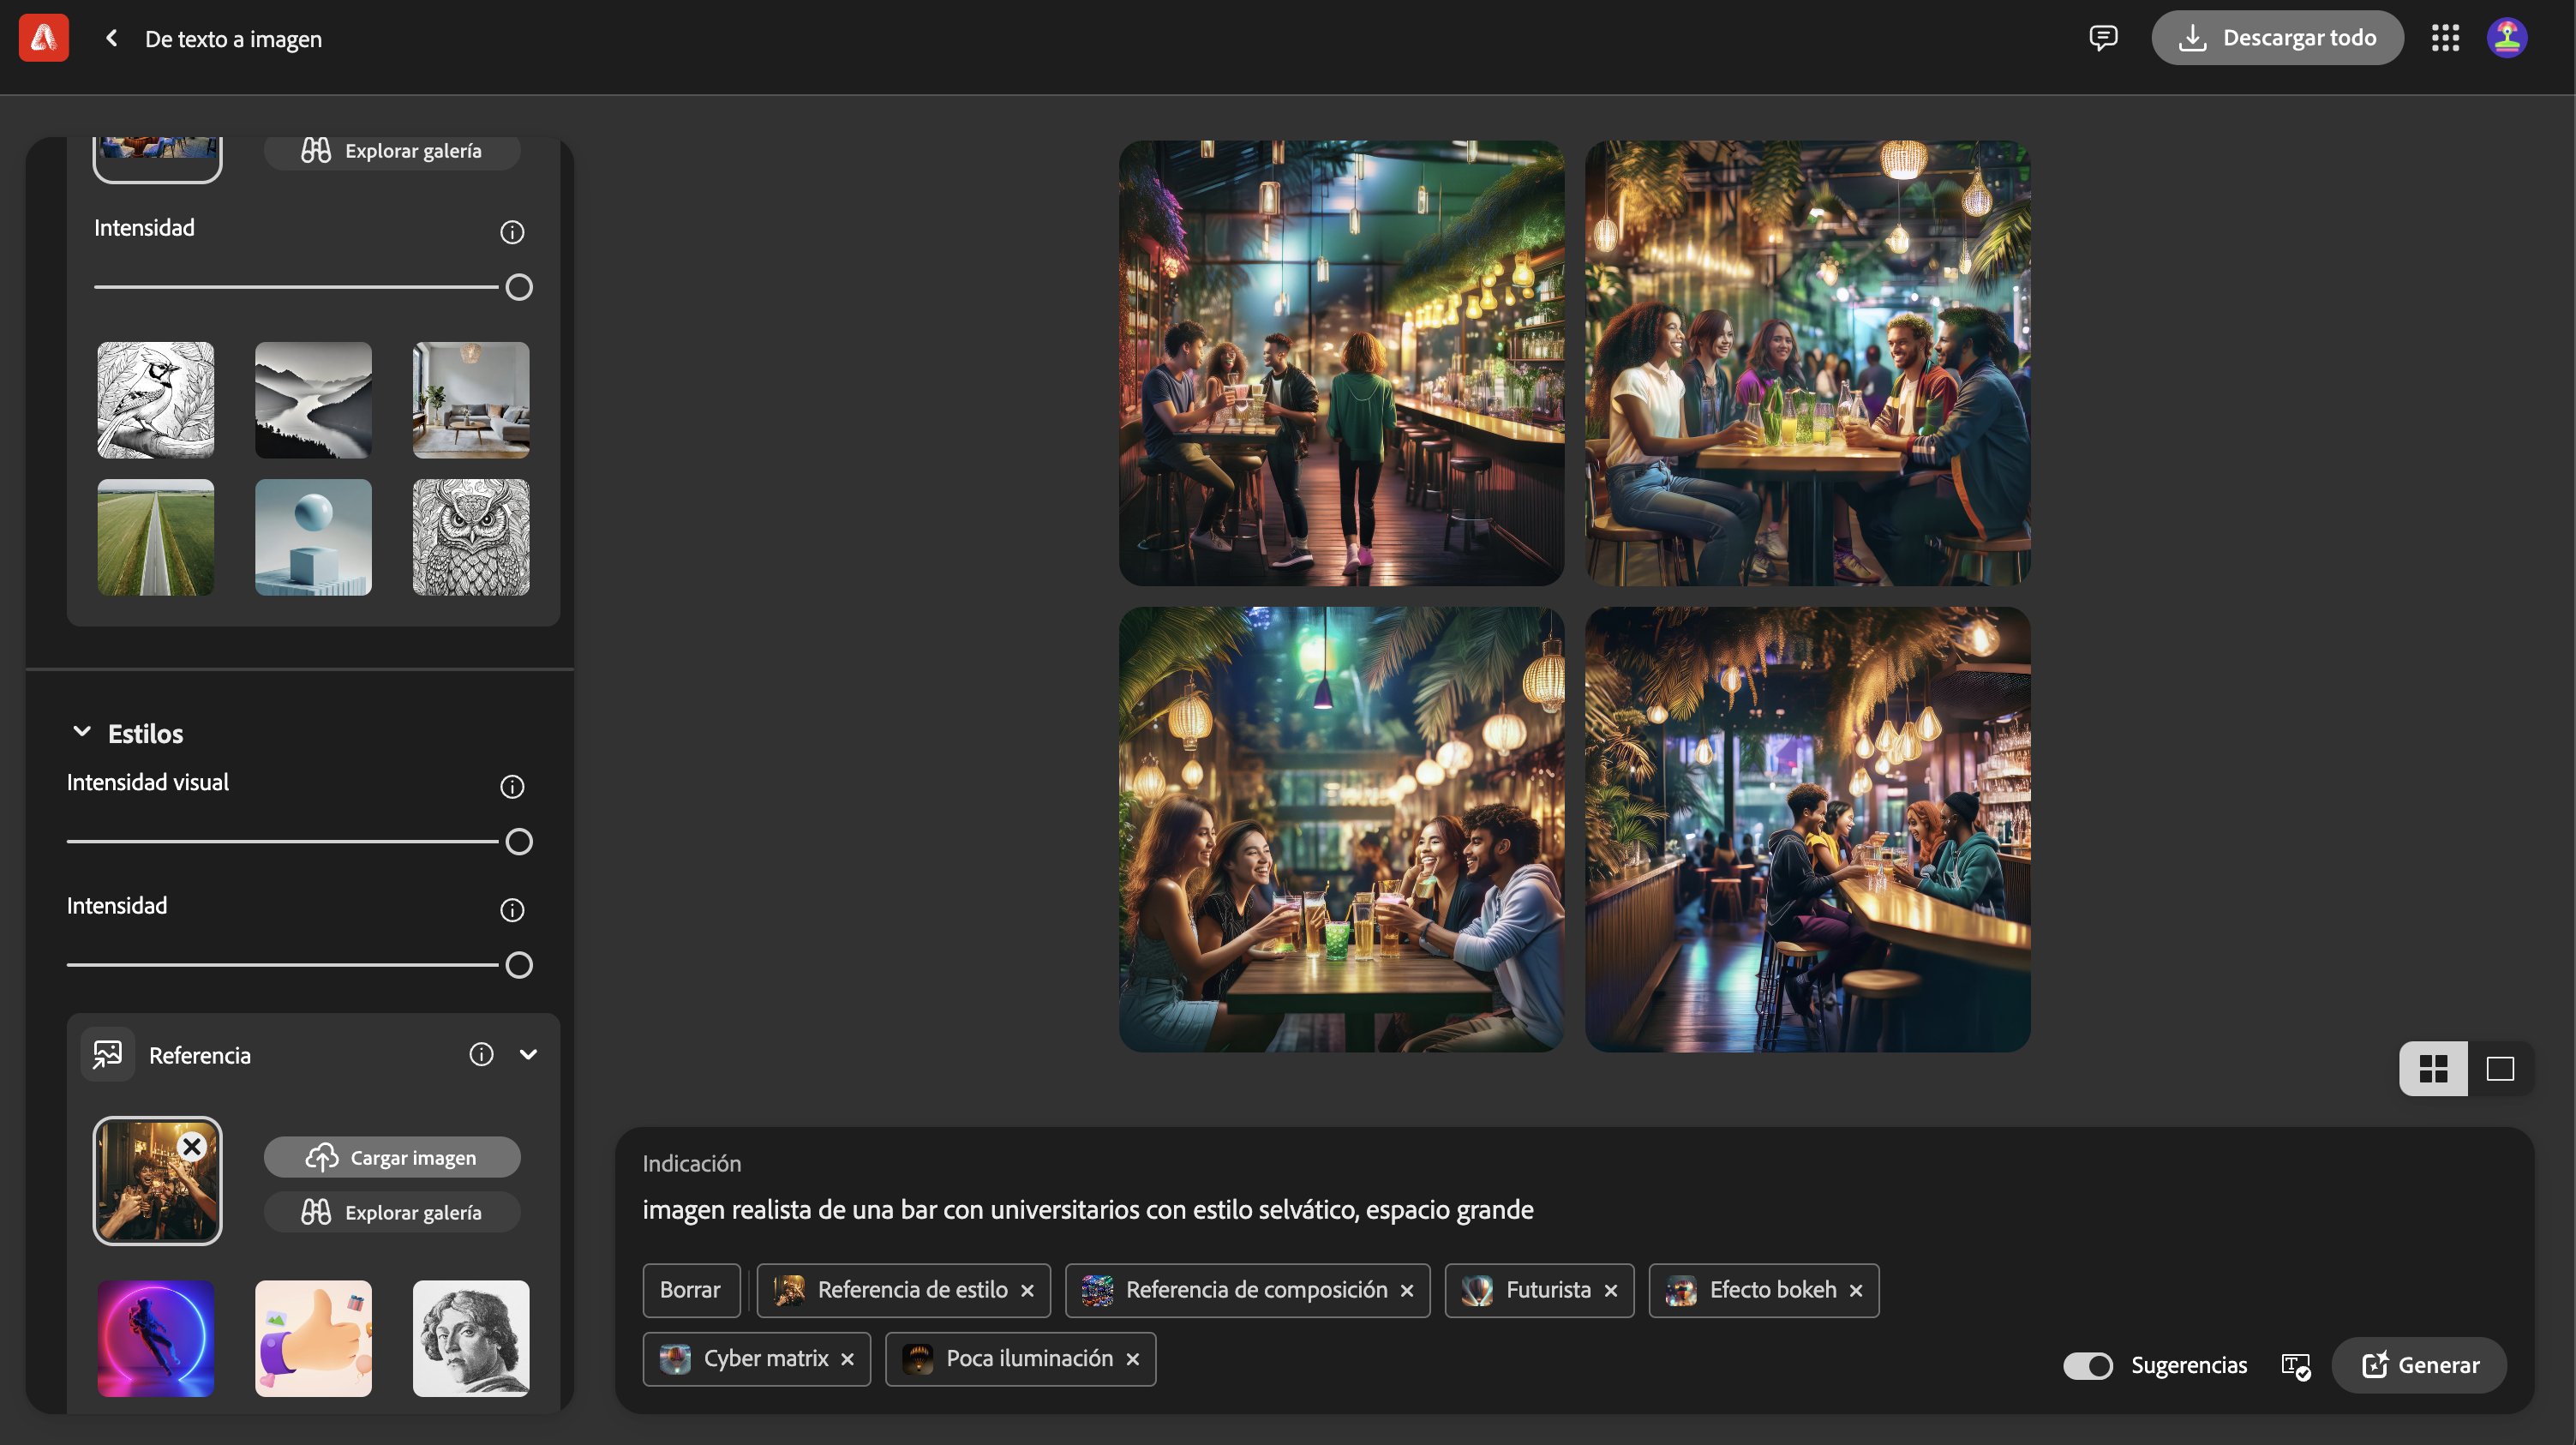 De texto a imagen
Descargar todo
Explorar galería
Intensidad
Estilos
Intensidad visual
Intensidad
Referencia
Cargar imagen
Explorar galería
Indicación
imagen realista de una bar con universitarios con estilo selvático, espacio grande
Borrar
Referencia de estilo
Referencia de composición
Futurista
Efecto bokeh
Cyber matrix
Poca iluminación
Sugerencias
Generar